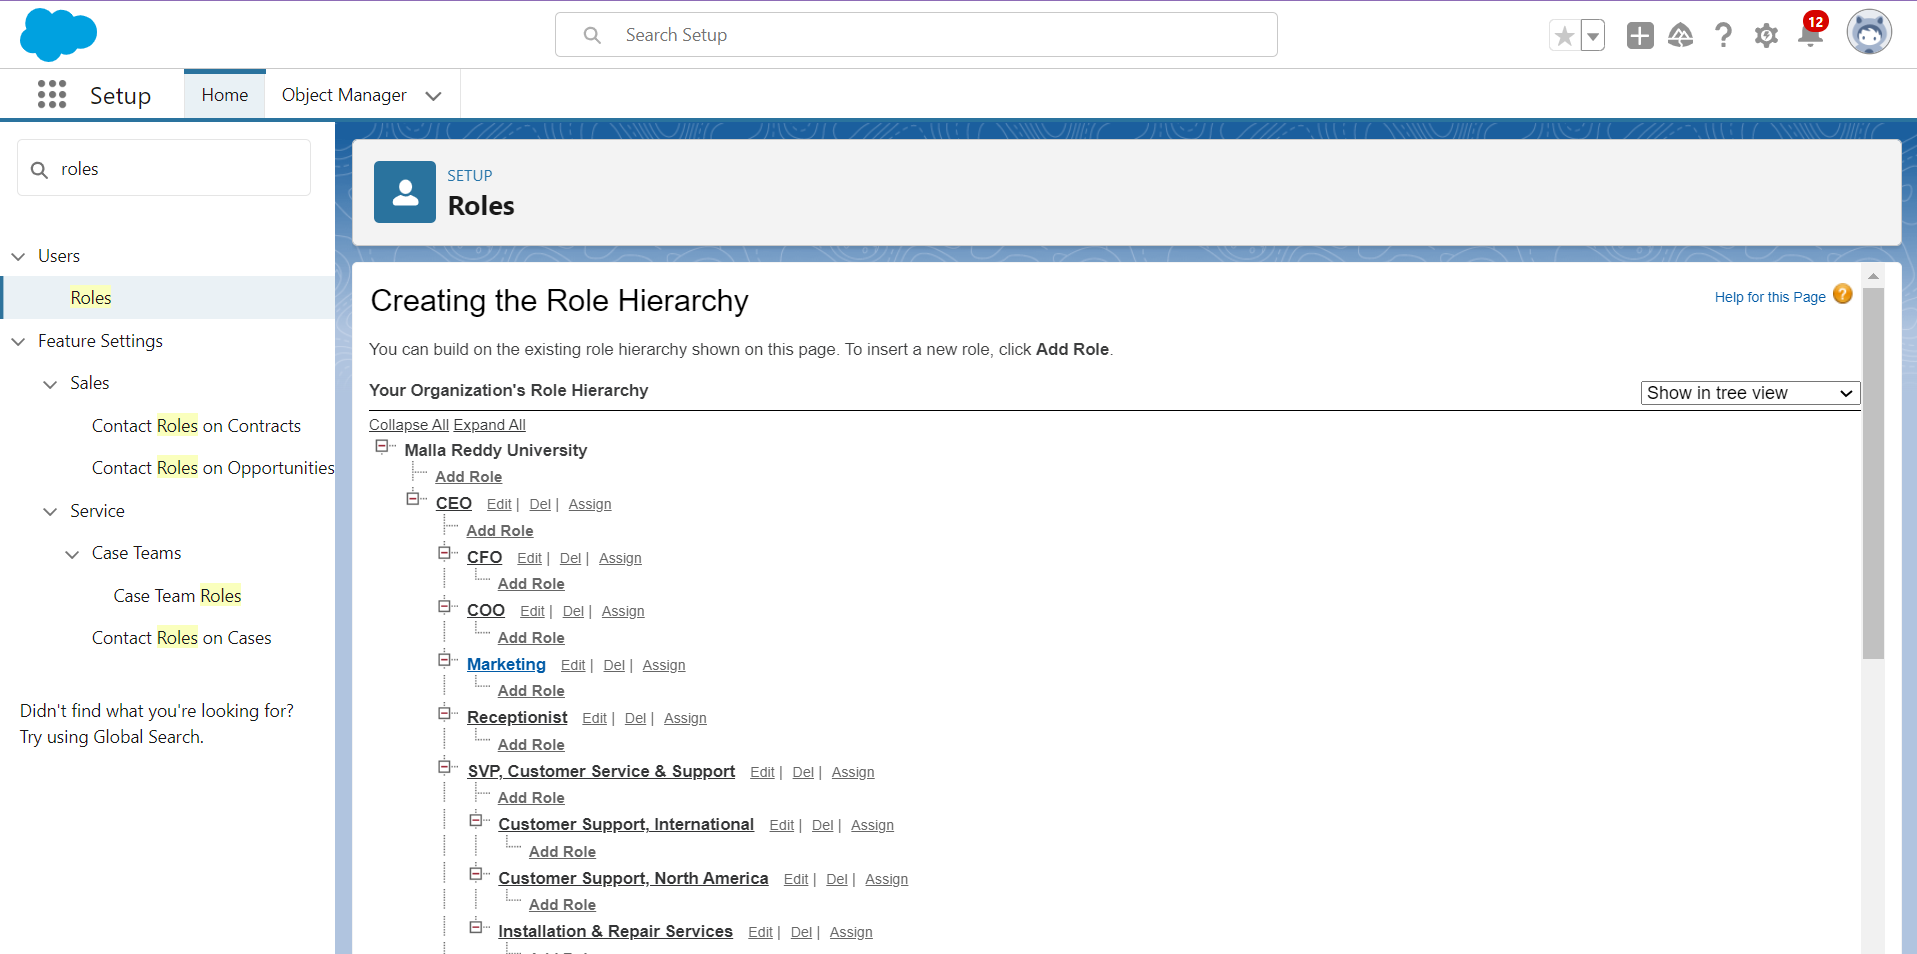 Search Setup
12
Setup
Home
Object Manager
roles
Users
Roles
Feature Settings
Sales
Contact Roles on Contracts
Contact Roles on Opportunities
Service
Case Teams
Case Team Roles
Contact Roles on Cases
Didn't find what you're looking for?
Try using Global Search.
SETUP
Roles
Creating the Role Hierarchy
Help for this Page ?
You can build on the existing role hierarchy shown on this page. To insert a new role, click Add Role.
Your Organization's Role Hierarchy
Show in tree view
Collapse All Expand All
Malla Reddy University
Add Role
CEO Edit | Del | Assign
Add Role
CFO Edit | Del | Assign
Add Role
COO Edit | Del | Assign
Add Role
Marketing Edit | Del | Assign
Add Role
Receptionist Edit | Del | Assign
Add Role
SVP, Customer Service & Support Edit | Del | Assign
Add Role
Customer Support, International Edit | Del | Assign
Add Role
Customer Support, North America Edit | Del | Assign
Add Role
Installation & Repair Services Edit | Del | Assign